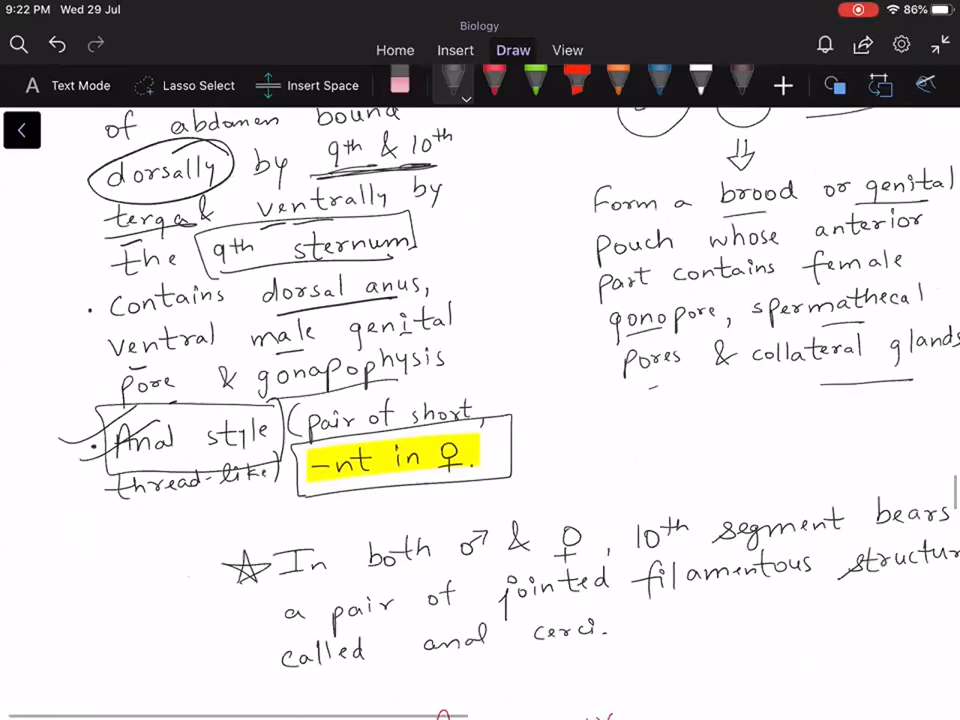 9:22 PM Wed 29 Jul
86%
Biology
Home Insert Draw View
Text Mode Lasso Select Insert Space
of abdomen bound
dorsally by 9th & 10th
terga & ventrally by
the 9th sternum
. Contains dorsal anus,
ventral male genital
pore & gonapophysis
. Anal style (pair of short,
thread-like) -nt in ♀.
Form a brood or genital
pouch whose anterior
part contains female
gonopore, spermathecal
pores & collateral glands
☆ In both ♂ & ♀, 10th segment bears
a pair of jointed filamentous structur
called anal cerci.